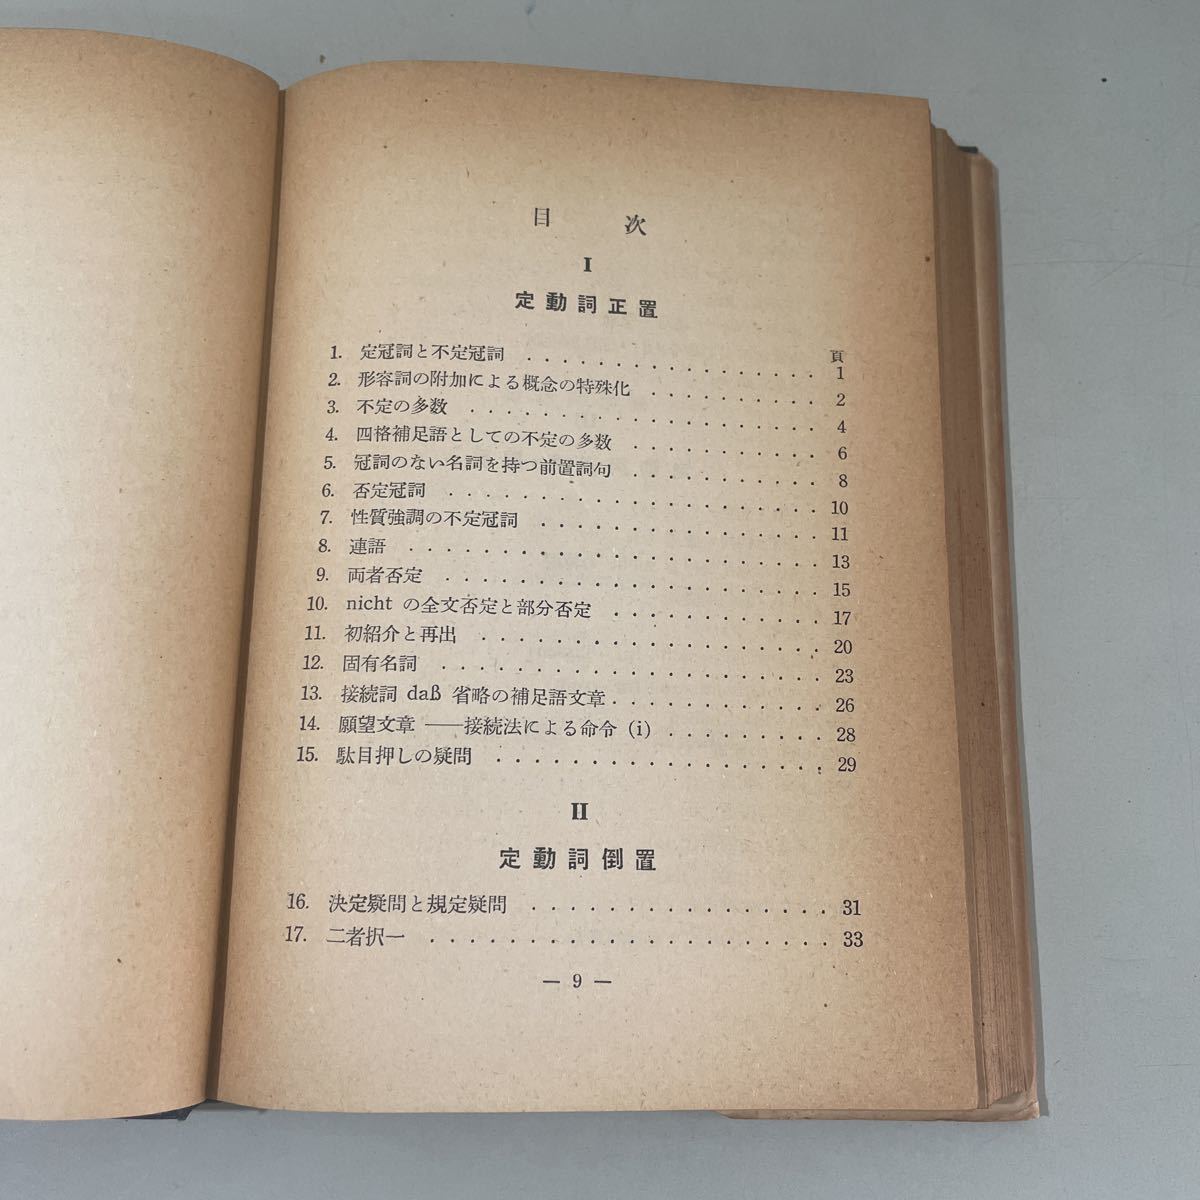 目 次
I
定動詞正置
頁
1. 定冠詞と不定冠詞 . . . . . . . . . . . . . . . . 1
2. 形容詞の附加による概念の特殊化 . . . . . . . . . . 2
3. 不定の多数 . . . . . . . . . . . . . . . . . . . 4
4. 四格補足語としての不定の多数 . . . . . . . . . . . 6
5. 冠詞のない名詞を持つ前置詞句 . . . . . . . . . . . 8
6. 否定冠詞 . . . . . . . . . . . . . . . . . . . . 10
7. 性質強調の不定冠詞 . . . . . . . . . . . . . . . 11
8. 連語 . . . . . . . . . . . . . . . . . . . . . . 13
9. 両者否定 . . . . . . . . . . . . . . . . . . . . 15
10. nicht の全文否定と部分否定 . . . . . . . . . . . . 17
11. 初紹介と再出 . . . . . . . . . . . . . . . . . . 20
12. 固有名詞 . . . . . . . . . . . . . . . . . . . . 23
13. 接続詞 daß 省略の補足語文章 . . . . . . . . . . . . 26
14. 願望文章 ——接続法による命令 (i) . . . . . . . . . 28
15. 駄目押しの疑問 . . . . . . . . . . . . . . . . . 29
II
定動詞倒置
16. 決定疑問と規定疑問 . . . . . . . . . . . . . . . 31
17. 二者択一 . . . . . . . . . . . . . . . . . . . . 33
— 9 —